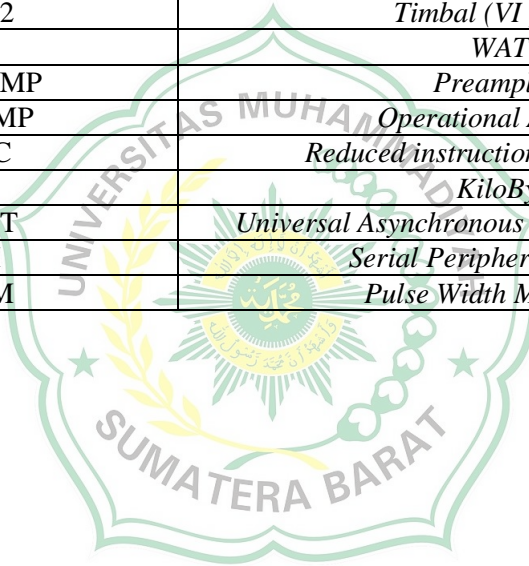 2 Timbal (VI
WAT
MP Preampl
MP Operational
C Reduced instruction
KiloBy
T Universal Asynchronous
Serial Peripher
M Pulse Width M
UNIVERSITAS MUHAMMADIYAH
SUMATERA BARAT